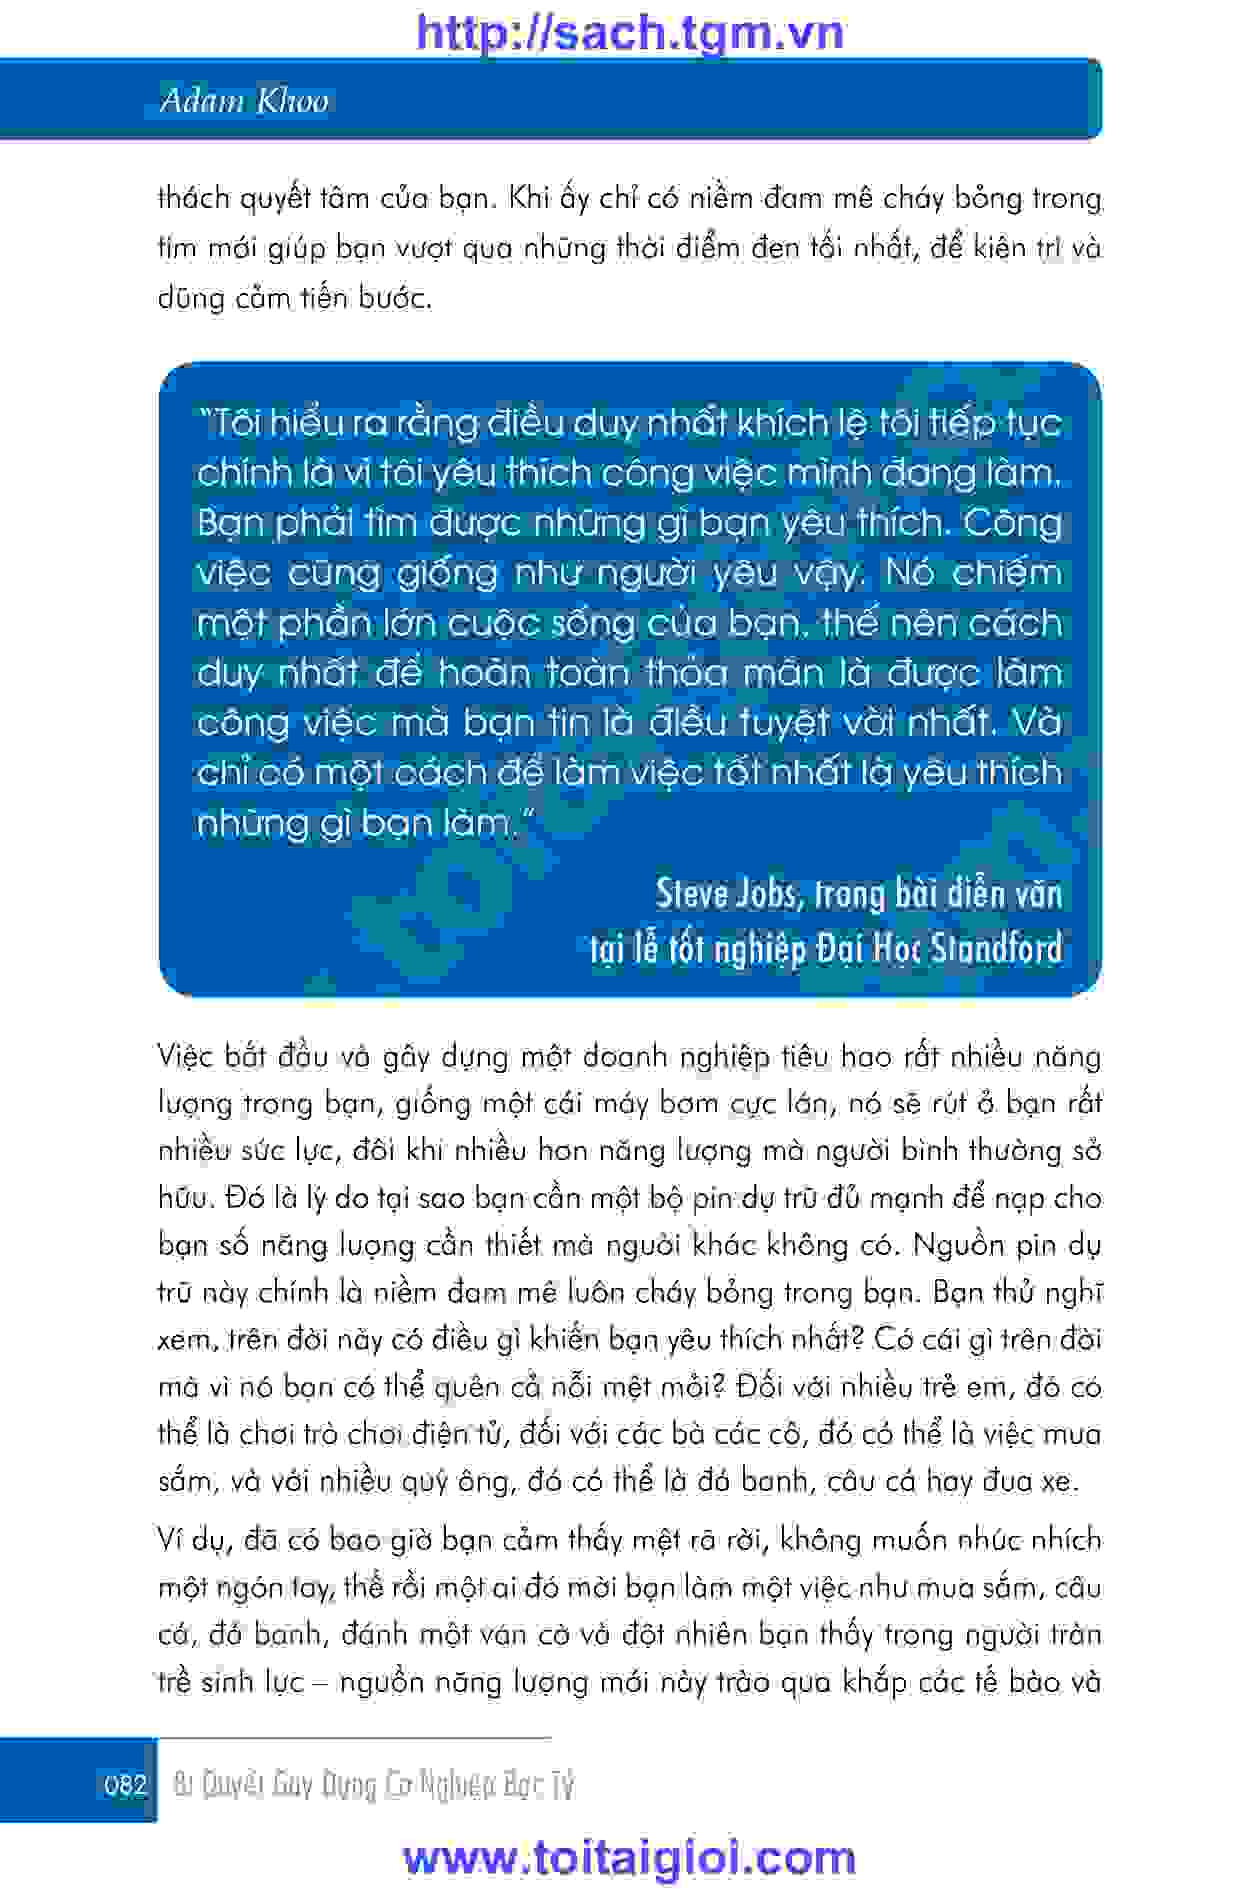 http://sach.tgm.vn
Adam Khoo
thách quyết tâm của bạn. Khi ấy chỉ có niềm đam mê cháy bỏng trong
tim mới giúp bạn vượt qua những thời điểm đen tối nhất, để kiên trì và
dũng cảm tiến bước.
“Tôi hiểu ra rằng điều duy nhất khích lệ tôi tiếp tục
chính là vì tôi yêu thích công việc mình đang làm.
Bạn phải tìm được những gì bạn yêu thích. Công
việc cũng giống như người yêu vậy. Nó chiếm
một phần lớn cuộc sống của bạn, thế nên cách
duy nhất để hoàn toàn thỏa mãn là được làm
công việc mà bạn tin là điều tuyệt vời nhất. Và
chỉ có một cách để làm việc tốt nhất là yêu thích
những gì bạn làm.“
Steve Jobs, trong bài diễn văn
tại lễ tốt nghiệp Đại Học Standford
Việc bắt đầu và gây dựng một doanh nghiệp tiêu hao rất nhiều năng
lượng trong bạn, giống một cái máy bơm cực lớn, nó sẽ rút ở bạn rất
nhiều sức lực, đôi khi nhiều hơn năng lượng mà người bình thường sở
hữu. Đó là lý do tại sao bạn cần một bộ pin dự trữ đủ mạnh để nạp cho
bạn số năng lượng cần thiết mà người khác không có. Nguồn pin dự
trữ này chính là niềm đam mê luôn cháy bỏng trong bạn. Bạn thử nghĩ
xem, trên đời này có điều gì khiến bạn yêu thích nhất? Có cái gì trên đời
mà vì nó bạn có thể quên cả nỗi mệt mỏi? Đối với nhiều trẻ em, đó có
thể là chơi trò chơi điện tử, đối với các bà các cô, đó có thể là việc mua
sắm, và với nhiều quý ông, đó có thể là đá banh, câu cá hay đua xe.
Ví dụ, đã có bao giờ bạn cảm thấy mệt rã rời, không muốn nhúc nhích
một ngón tay, thế rồi một ai đó mời bạn làm một việc như mua sắm, câu
cá, đá banh, đánh một ván cờ và đột nhiên bạn thấy trong người tràn
trề sinh lực – nguồn năng lượng mới này trào qua khắp các tế bào và
082 Bí Quyết Gây Dựng Cơ Nghiệp Bạc Tỷ
www.toitaigioi.com